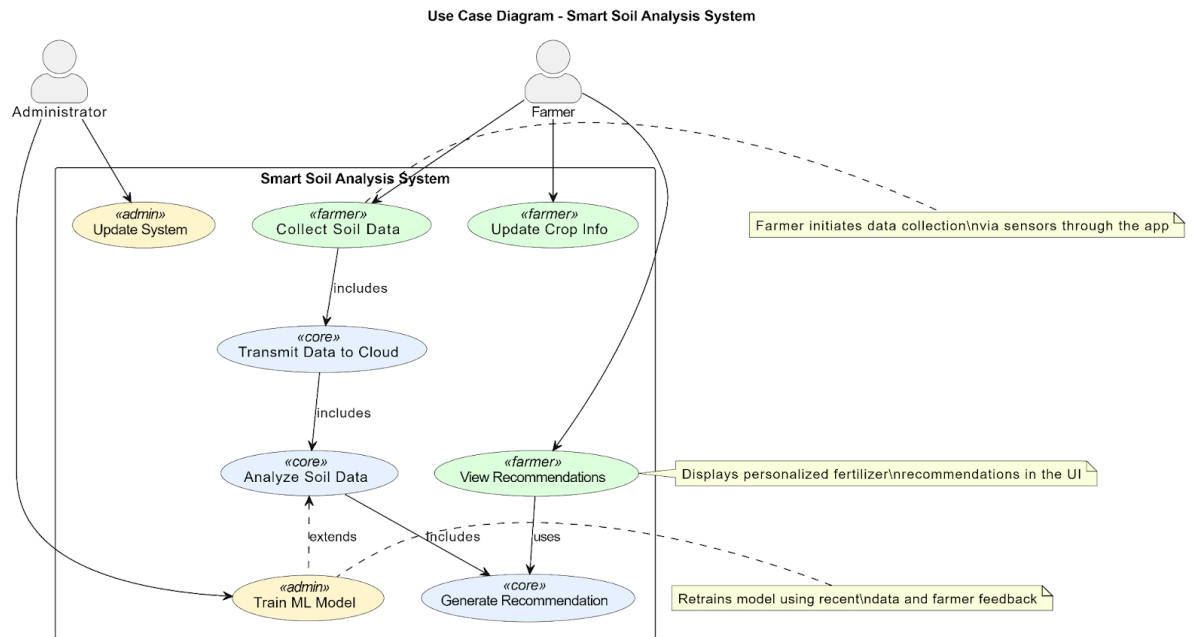 Use Case Diagram - Smart Soil Analysis System
Administrator
Farmer
Smart Soil Analysis System
«admin»
Update System
«farmer»
Collect Soil Data
«farmer»
Update Crop Info
Farmer initiates data collection\nvia sensors through the app
includes
«core»
Transmit Data to Cloud
includes
«core»
Analyze Soil Data
«farmer»
View Recommendations
Displays personalized fertilizer\nrecommendations in the UI
extends
includes
uses
«admin»
Train ML Model
«core»
Generate Recommendation
Retrains model using recent\ndata and farmer feedback